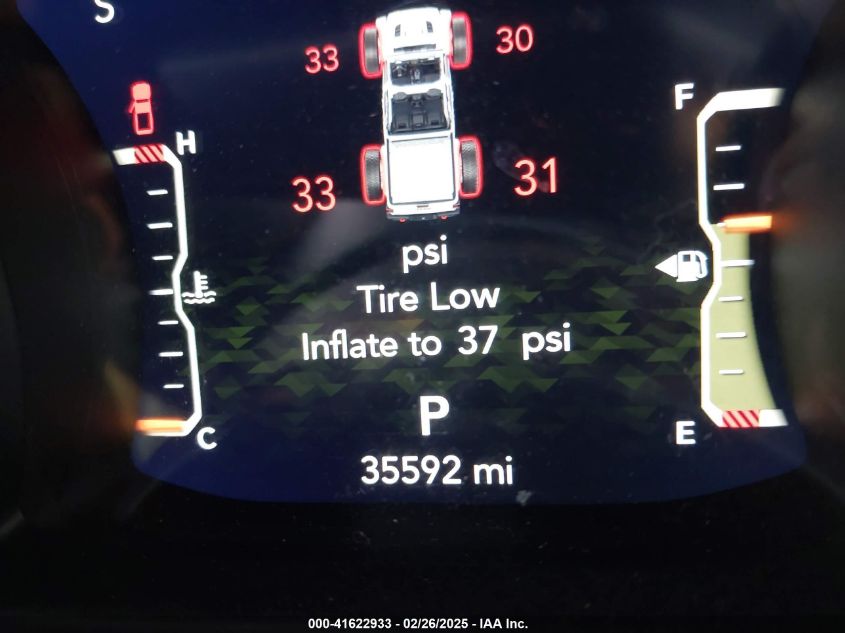 S
33 30
F
H
33 31
psi
Tire Low
Inflate to 37 psi
P
C E
35592 mi
000-41622933 - 02/26/2025 - IAA Inc.